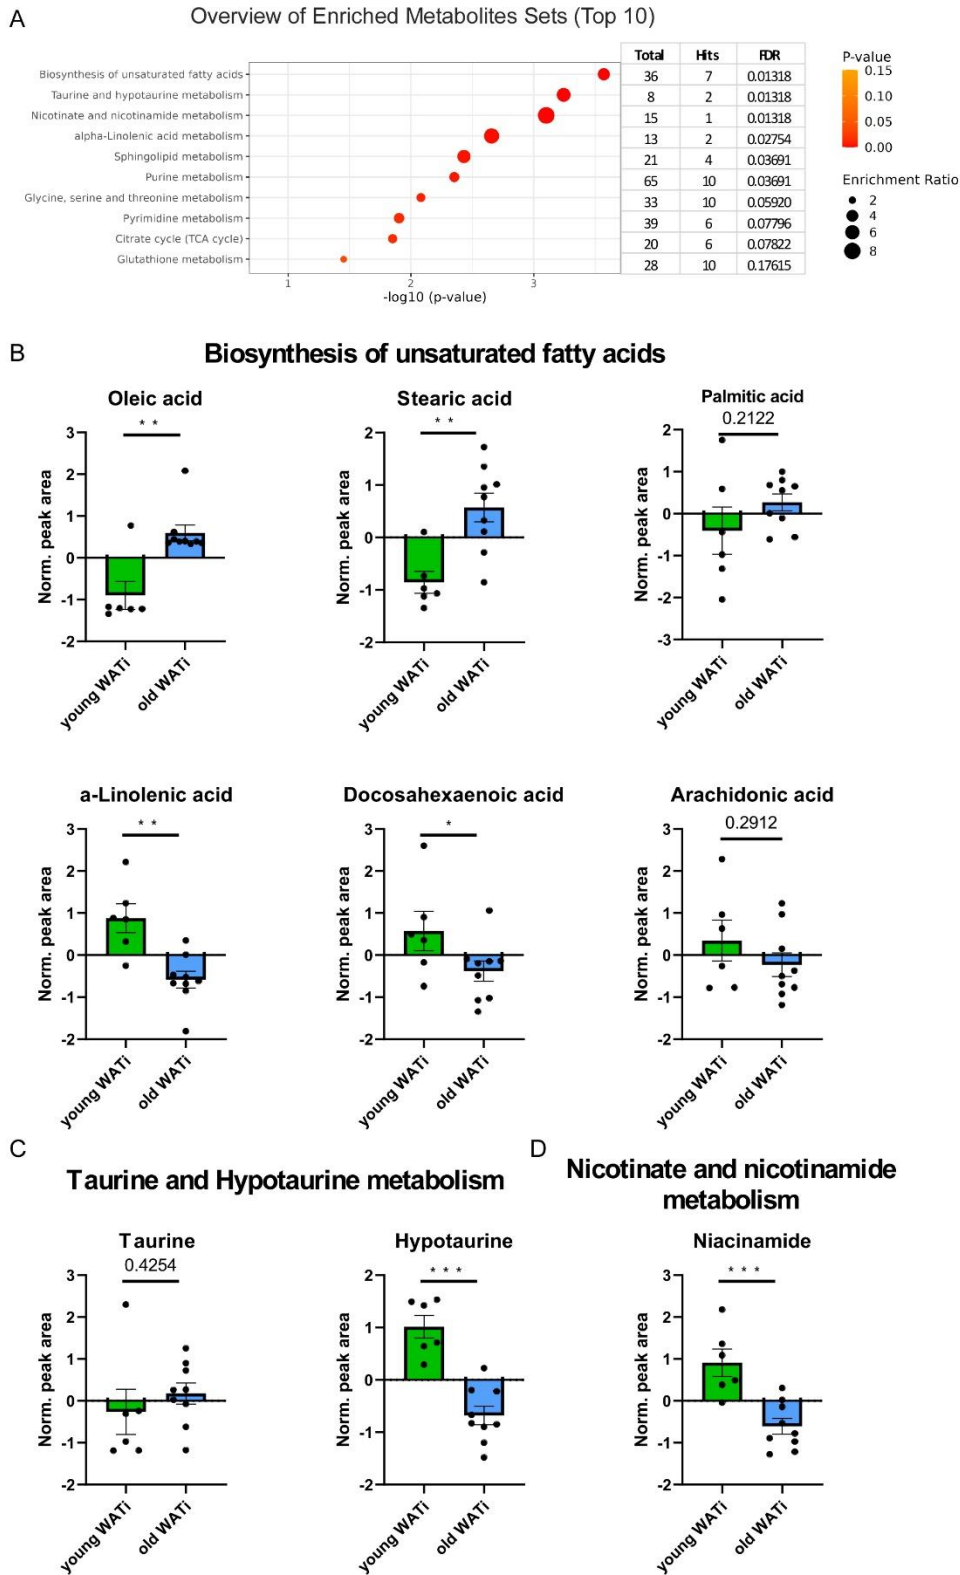 A
Overview of Enriched Metabolites Sets (Top 10)
Total Hits FDR
Biosynthesis of unsaturated fatty acids 36 7 0.01318
Taurine and hypotaurine metabolism 8 2 0.01318
Nicotinate and nicotinamide metabolism 15 1 0.01318
alpha-Linolenic acid metabolism 13 2 0.02754
Sphingolipid metabolism 21 4 0.03691
Purine metabolism 65 10 0.03691
Glycine, serine and threonine metabolism 33 10 0.05920
Pyrimidine metabolism 39 6 0.07796
Citrate cycle (TCA cycle) 20 6 0.07822
Glutathione metabolism 28 10 0.17615
1 2 3
-log10 (p-value)
P-value
0.15
0.10
0.05
0.00
Enrichment Ratio
2
4
6
8
B
Biosynthesis of unsaturated fatty acids
Oleic acid
* *
Norm. peak area
3
2
1
0
-1
-2
young WATi old WATi
Stearic acid
* *
Norm. peak area
2
1
0
-1
-2
young WATi old WATi
Palmitic acid
0.2122
Norm. peak area
2
1
0
-1
-2
-3
young WATi old WATi
a-Linolenic acid
* *
Norm. peak area
3
2
1
0
-1
-2
young WATi old WATi
Docosahexaenoic acid
*
Norm. peak area
3
2
1
0
-1
-2
young WATi old WATi
Arachidonic acid
0.2912
Norm. peak area
3
2
1
0
-1
-2
young WATi old WATi
C
Taurine and Hypotaurine metabolism
Taurine
0.4254
Norm. peak area
3
2
1
0
-1
-2
young WATi old WATi
Hypotaurine
* * *
Norm. peak area
2
1
0
-1
-2
young WATi old WATi
D
Nicotinate and nicotinamide
metabolism
Niacinamide
* * *
Norm. peak area
3
2
1
0
-1
-2
young WATi old WATi